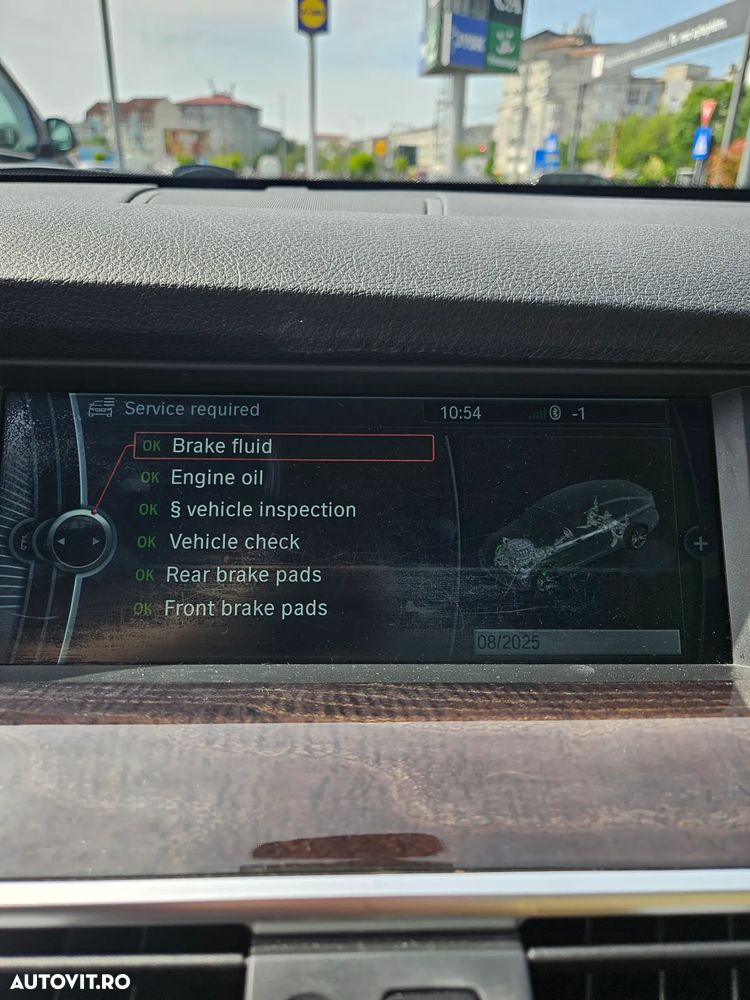 Service required
10:54
-1
OK Brake fluid
OK Engine oil
OK § vehicle inspection
OK Vehicle check
OK Rear brake pads
OK Front brake pads
+
08/2025
AUTOVIT.RO